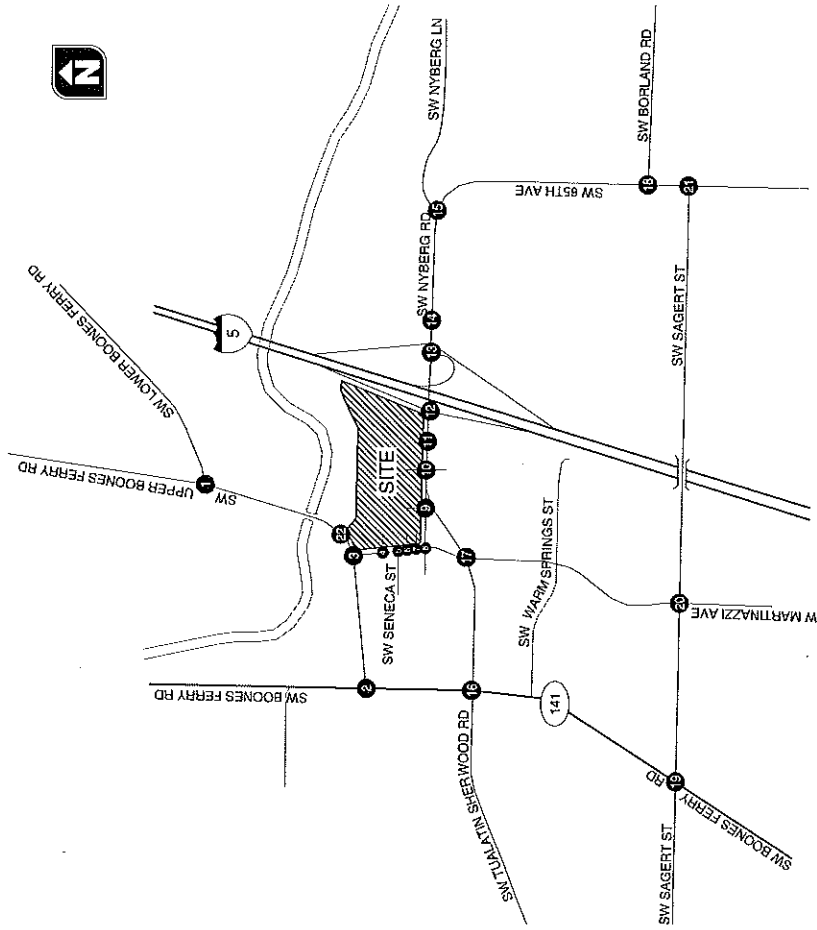 N
SW LOWER BOONES FERRY RD
SW
UPPER BOONES FERRY RD
5
1
SW NYBERG LN
SITE
22
3
4
5
6
7
8
SW SENECA ST
9
10
11
12
13
14
SW NYBERG RD
15
SW 65TH AVE
SW BORLAND RD
18
21
2
SW BOONES FERRY RD
17
16
SW TUALATIN SHERWOOD RD
SW WARM SPRINGS ST
141
SW SAGERT ST
20
W MARTINAZZI AVE
19
SW BOONES FERRY
RD
SW SAGERT ST